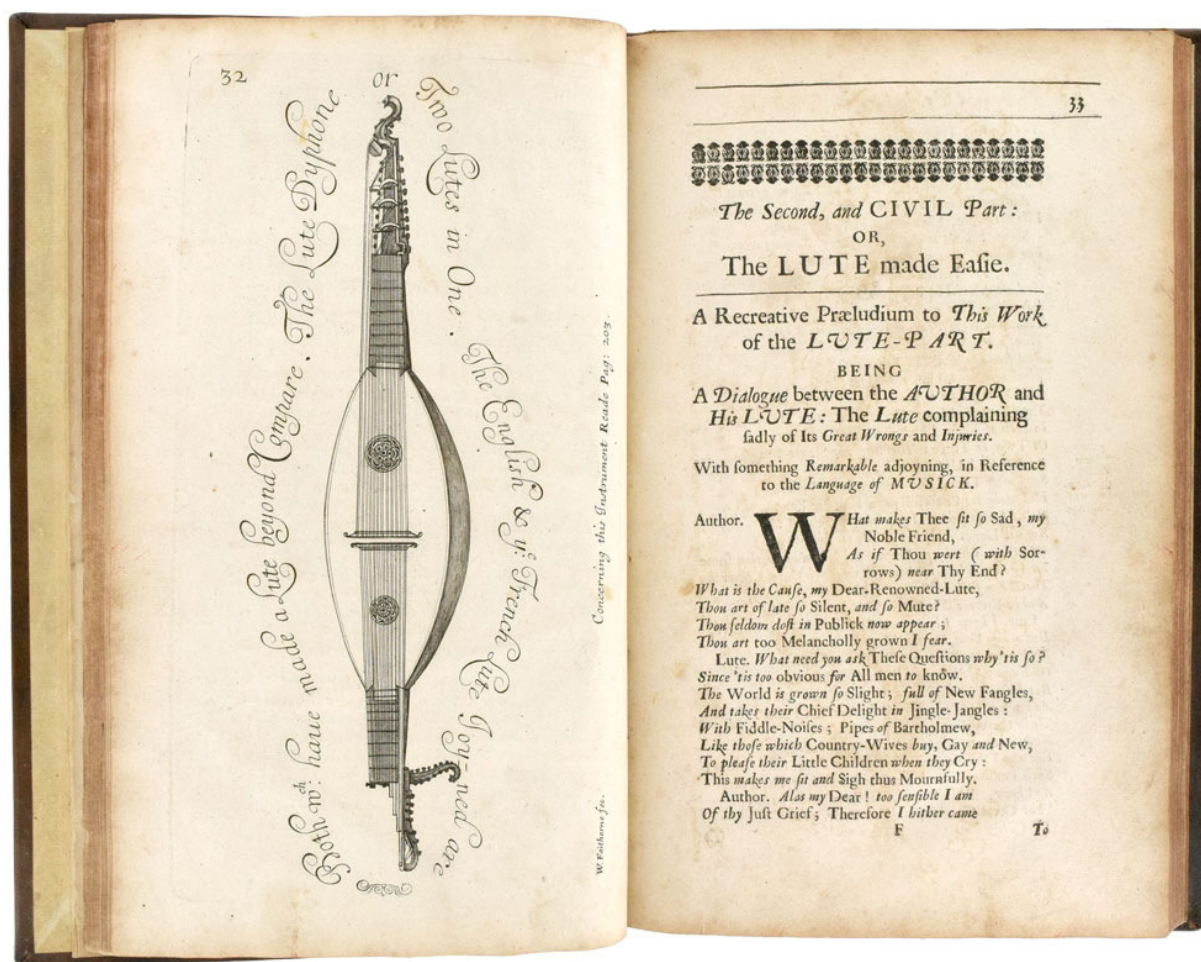 32
The Lute Dyphone
or
Two Lutes in One.
The English & yᵉ: French Lute Joy-ned are
Both wᶜʰ: haue made a Lute beyond Compare.
Concerning this Instrument Reade Pag: 203.
W. Faithorne fec.
33
The Second, and CIVIL Part:
OR,
The LUTE made Eaſie.
A Recreative Præludium to This Work
of the LUTE-PART.
BEING
A Dialogue between the AUTHOR and
His LUTE: The Lute complaining
ſadly of Its Great Wrongs and Injuries.
With ſomething Remarkable adjoyning, in Reference
to the Language of MUSICK.
Author. WHat makes Thee ſit ſo Sad, my
Noble Friend,
As if Thou wert (with Sor-
rows) near Thy End?
What is the Cauſe, my Dear-Renowned-Lute,
Thou art of late ſo Silent, and ſo Mute?
Thou ſeldom doſt in Publick now appear;
Thou art too Melancholly grown I fear.
Lute. What need you ask Theſe Queſtions why 'tis ſo?
Since 'tis too obvious for All men to know.
The World is grown ſo Slight; full of New Fangles,
And takes their Chief Delight in Jingle-Jangles:
With Fiddle-Noiſes; Pipes of Bartholmew,
Like thoſe which Country-Wives buy, Gay and New,
To pleaſe their Little Children when they Cry:
This makes me ſit and Sigh thus Mournfully.
Author. Alas my Dear! too ſenſible I am
Of thy Juſt Grief; Therefore I hither came
F To